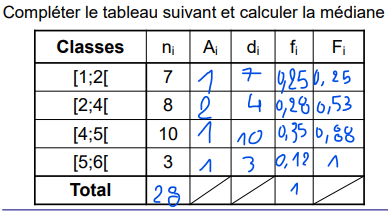 Compléter le tableau suivant et calculer la médiane
Classes nᵢ Aᵢ dᵢ fᵢ Fᵢ
[1;2[ 7 1 7 0,25 0,25
[2;4[ 8 2 4 0,28 0,53
[4;5[ 10 1 10 0,35 0,88
[5;6[ 3 1 3 0,12 1
Total 28 1